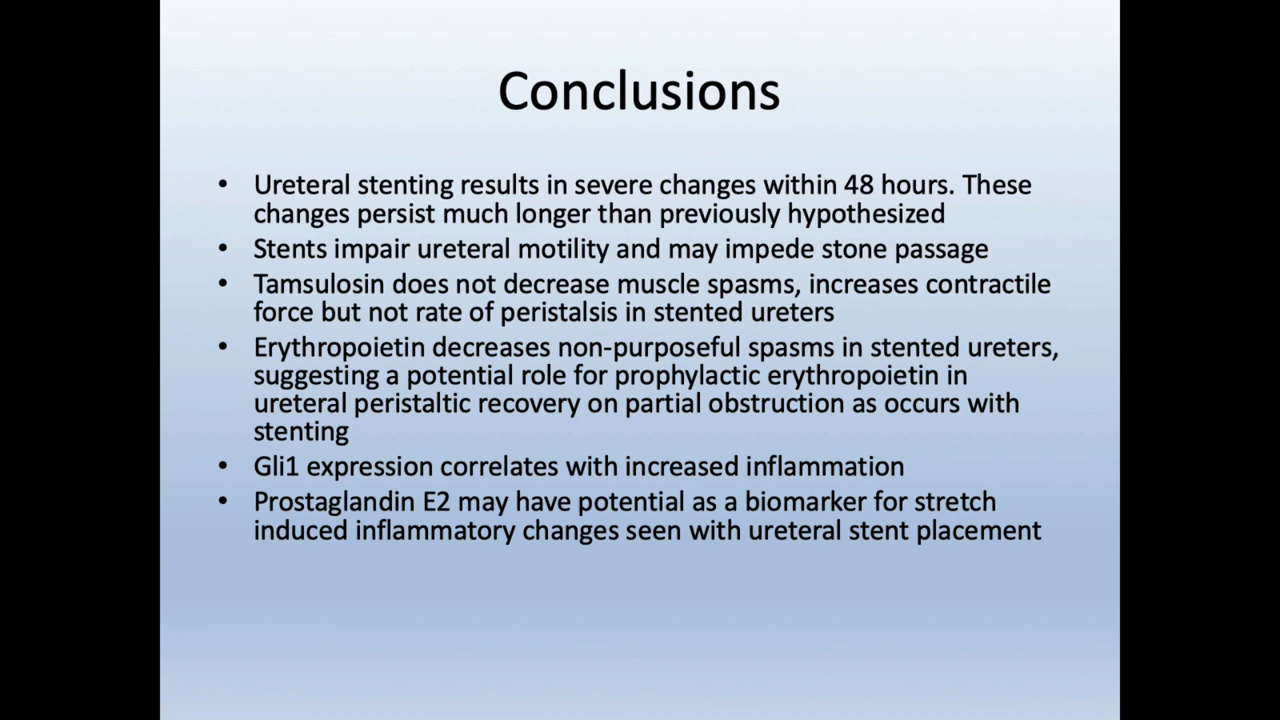 Conclusions
• Ureteral stenting results in severe changes within 48 hours. These
changes persist much longer than previously hypothesized
• Stents impair ureteral motility and may impede stone passage
• Tamsulosin does not decrease muscle spasms, increases contractile
force but not rate of peristalsis in stented ureters
• Erythropoietin decreases non-purposeful spasms in stented ureters,
suggesting a potential role for prophylactic erythropoietin in
ureteral peristaltic recovery on partial obstruction as occurs with
stenting
• Gli1 expression correlates with increased inflammation
• Prostaglandin E2 may have potential as a biomarker for stretch
induced inflammatory changes seen with ureteral stent placement